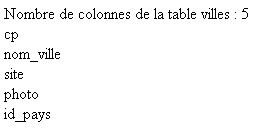 Nombre de colonnes de la table villes : 5
cp
nom_ville
site
photo
id_pays